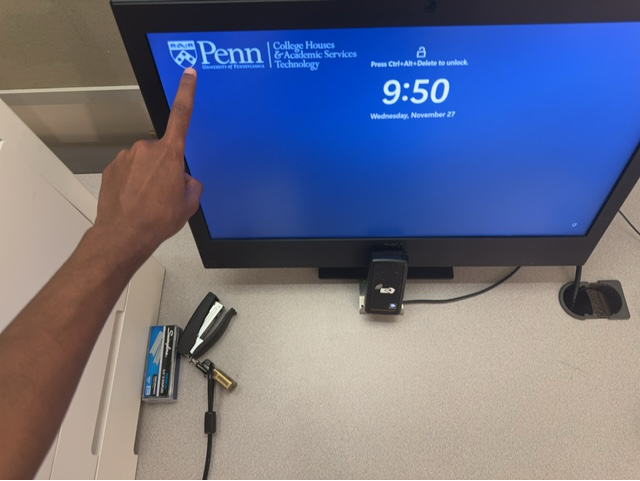 Penn
UNIVERSITY of PENNSYLVANIA
College Houses
& Academic Services
Technology
Press Ctrl+Alt+Delete to unlock.
9:50
Wednesday, November 27